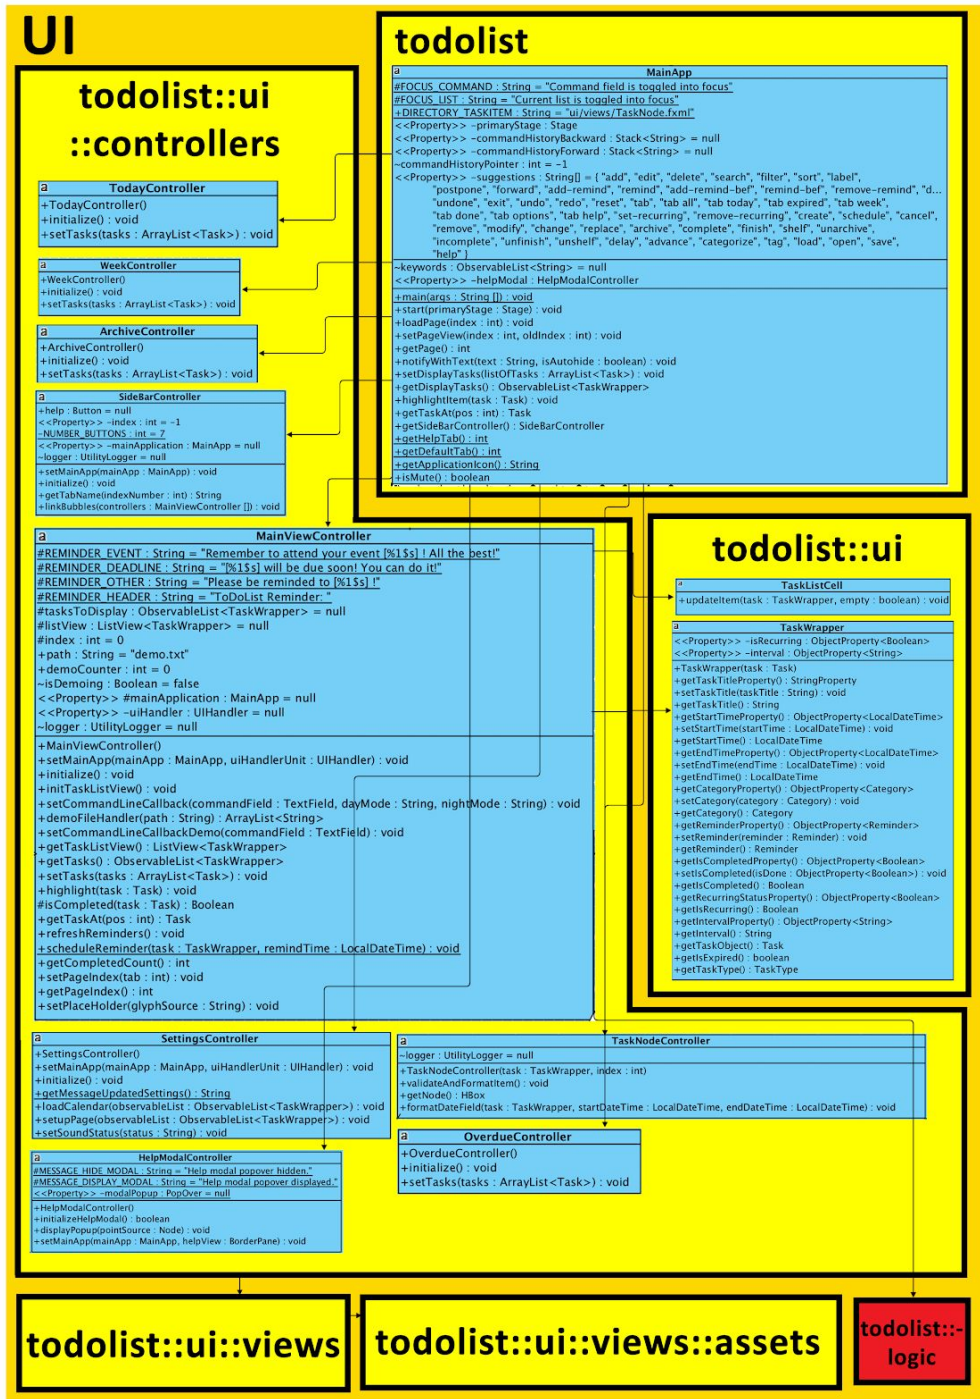 UI
todolist
a
MainApp
#FOCUS_COMMAND : String = "Command field is toggled into focus"
#FOCUS_LIST : String = "Current list is toggled into focus"
+DIRECTORY_TASKITEM : String = "ui/views/TaskNode.fxml"
<<Property>> -primaryStage : Stage
<<Property>> -commandHistoryBackward : Stack<String> = null
<<Property>> -commandHistoryForward : Stack<String> = null
~commandHistoryPointer : int = -1
<<Property>> -suggestions : String[] = { "add", "edit", "delete", "search", "filter", "sort", "label",
"postpone", "forward", "add-remind", "remind", "add-remind-bef", "remind-bef", "remove-remind", "d...
"undone", "exit", "undo", "redo", "reset", "tab", "tab all", "tab today", "tab expired", "tab week",
"tab done", "tab options", "tab help", "set-recurring", "remove-recurring", "create", "schedule", "cancel",
"remove", "modify", "change", "replace", "archive", "complete", "finish", "shelf", "unarchive",
"incomplete", "unfinish", "unshelf", "delay", "advance", "categorize", "tag", "load", "open", "save",
"help" }
~keywords : ObservableList<String> = null
<<Property>> -helpModal : HelpModalController
+main(args : String []) : void
+start(primaryStage : Stage) : void
+loadPage(index : int) : void
+setPageView(index : int, oldIndex : int) : void
+getPage() : int
+notifyWithText(text : String, isAutohide : boolean) : void
+setDisplayTasks(listOfTasks : ArrayList<Task>) : void
+getDisplayTasks() : ObservableList<TaskWrapper>
+highlightItem(task : Task) : void
+getTaskAt(pos : int) : Task
+getSideBarController() : SideBarController
+getHelpTab() : int
+getDefaultTab() : int
+getApplicationIcon() : String
+isMute() : boolean
todolist::ui
::controllers
a
TodayController
+TodayController()
+initialize() : void
+setTasks(tasks : ArrayList<Task>) : void
a
WeekController
+WeekController()
+initialize() : void
+setTasks(tasks : ArrayList<Task>) : void
a
ArchiveController
+ArchiveController()
+initialize() : void
+setTasks(tasks : ArrayList<Task>) : void
a
SideBarController
+help : Button = null
<<Property>> -index : int = -1
~NUMBER_BUTTONS : int = 7
<<Property>> -mainApplication : MainApp = null
~logger : UtilityLogger = null
+setMainApp(mainApp : MainApp) : void
+initialize() : void
+getTabName(indexNumber : int) : String
+linkBubbles(controllers : MainViewController []) : void
a
MainViewController
#REMINDER_EVENT : String = "Remember to attend your event [%1$s] ! All the best!"
#REMINDER_DEADLINE : String = "[%1$s] will be due soon! You can do it!"
#REMINDER_OTHER : String = "Please be reminded to [%1$s] !"
#REMINDER_HEADER : String = "ToDoList Reminder: "
#tasksToDisplay : ObservableList<TaskWrapper> = null
#listView : ListView<TaskWrapper> = null
#index : int = 0
+path : String = "demo.txt"
+demoCounter : int = 0
~isDemoing : Boolean = false
<<Property>> #mainApplication : MainApp = null
<<Property>> -uiHandler : UIHandler = null
~logger : UtilityLogger = null
+MainViewController()
+setMainApp(mainApp : MainApp, uiHandlerUnit : UIHandler) : void
+initialize() : void
+initTaskListView() : void
+setCommandLineCallback(commandField : TextField, dayMode : String, nightMode : String) : void
+demoFileHandler(path : String) : ArrayList<String>
+setCommandLineCallbackDemo(commandField : TextField) : void
+getTaskListView() : ListView<TaskWrapper>
+getTasks() : ObservableList<TaskWrapper>
+setTasks(tasks : ArrayList<Task>) : void
+highlight(task : Task) : void
#isCompleted(task : Task) : Boolean
+getTaskAt(pos : int) : Task
+refreshReminders() : void
+scheduleReminder(task : TaskWrapper, remindTime : LocalDateTime) : void
+getCompletedCount() : int
+setPageIndex(tab : int) : void
+getPageIndex() : int
+setPlaceHolder(glyphSource : String) : void
todolist::ui
a
TaskListCell
+updateItem(task : TaskWrapper, empty : boolean) : void
a
TaskWrapper
<<Property>> -isRecurring : ObjectProperty<Boolean>
<<Property>> -interval : ObjectProperty<String>
+TaskWrapper(task : Task)
+getTaskTitleProperty() : StringProperty
+setTaskTitle(taskTitle : String) : void
+getTaskTitle() : String
+getStartTimeProperty() : ObjectProperty<LocalDateTime>
+setStartTime(startTime : LocalDateTime) : void
+getStartTime() : LocalDateTime
+getEndTimeProperty() : ObjectProperty<LocalDateTime>
+setEndTime(endTime : LocalDateTime) : void
+getEndTime() : LocalDateTime
+getCategoryProperty() : ObjectProperty<Category>
+setCategory(category : Category) : void
+getCategory() : Category
+getReminderProperty() : ObjectProperty<Reminder>
+setReminder(reminder : Reminder) : void
+getReminder() : Reminder
+getIsCompletedProperty() : ObjectProperty<Boolean>
+setIsCompleted(isDone : ObjectProperty<Boolean>) : void
+getIsCompleted() : Boolean
+getRecurringStatusProperty() : ObjectProperty<Boolean>
+getIsRecurring() : Boolean
+getIntervalProperty() : ObjectProperty<String>
+getInterval() : String
+getTaskObject() : Task
+getIsExpired() : boolean
+getTaskType() : TaskType
a
SettingsController
+SettingsController()
+setMainApp(mainApp : MainApp, uiHandlerUnit : UIHandler) : void
+initialize() : void
+getMessageUpdatedSettings() : String
+loadCalendar(observableList : ObservableList<TaskWrapper>) : void
+setupPage(observableList : ObservableList<TaskWrapper>) : void
+setSoundStatus(status : String) : void
a
TaskNodeController
~logger : UtilityLogger = null
+TaskNodeController(task : TaskWrapper, index : int)
+validateAndFormatItem() : void
+getNode() : HBox
+formatDateField(task : TaskWrapper, startDateTime : LocalDateTime, endDateTime : LocalDateTime) : void
a
OverdueController
+OverdueController()
+initialize() : void
+setTasks(tasks : ArrayList<Task>) : void
a
HelpModalController
#MESSAGE_HIDE_MODAL : String = "Help modal popover hidden."
#MESSAGE_DISPLAY_MODAL : String = "Help modal popover displayed."
<<Property>> -modalPopup : PopOver = null
+HelpModalController()
+initializeHelpModal() : boolean
+displayPopup(pointSource : Node) : void
+setMainApp(mainApp : MainApp, helpView : BorderPane) : void
todolist::ui::views
todolist::ui::views::assets
todolist::-
logic